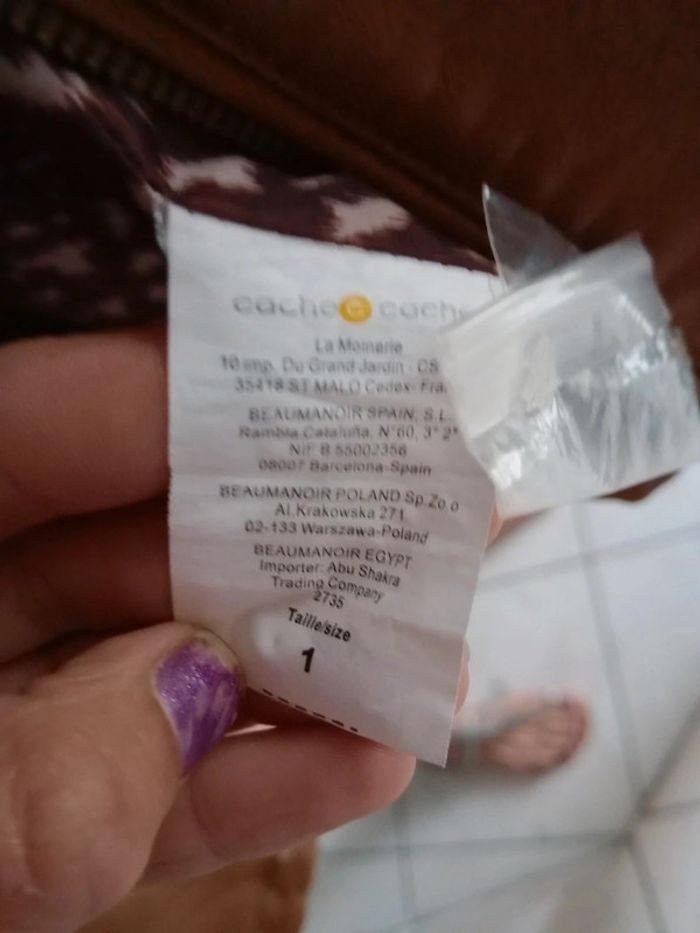 cache e cache
La Moinerie
10 imp. Du Grand Jardin - CS
35418 ST MALO Cedex- Fra
BEAUMANOIR SPAIN, S.L.
Rambla Cataluña, N°60, 3° 2°
NIF B 55002356
08007 Barcelona-Spain
BEAUMANOIR POLAND Sp.Zo.o
Al.Krakowska 271
02-133 Warszawa-Poland
BEAUMANOIR EGYPT
Importer: Abu Shakra
Trading Company
2735
Taille/size
1